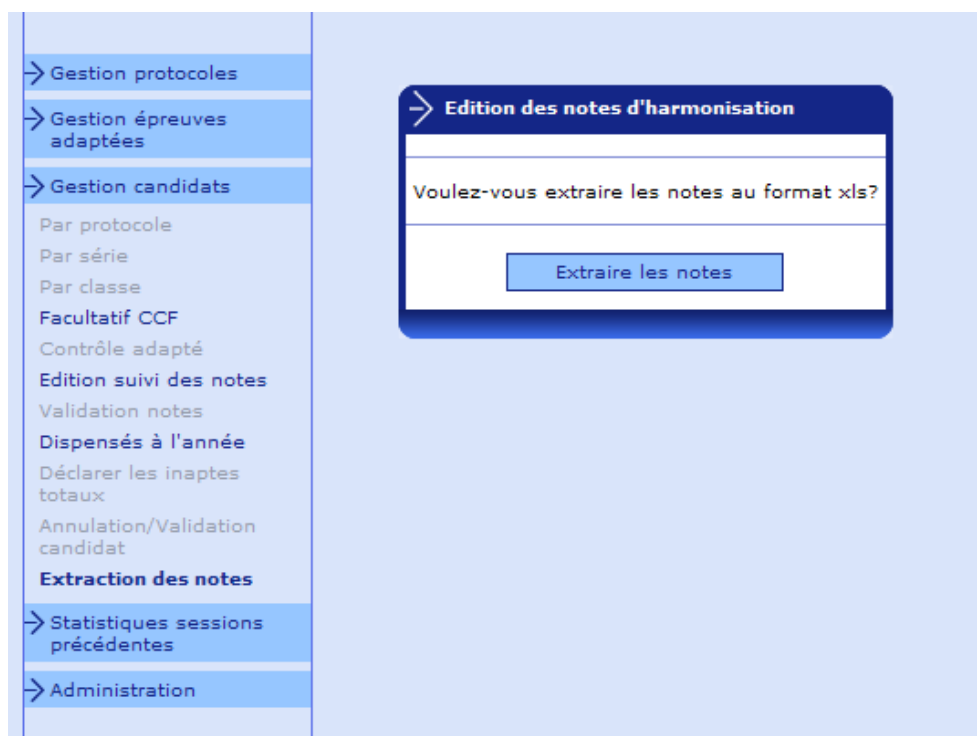 Gestion protocoles
Gestion épreuves
adaptées
Gestion candidats
Par protocole
Par série
Par classe
Facultatif CCF
Contrôle adapté
Edition suivi des notes
Validation notes
Dispensés à l'année
Déclarer les inaptes
totaux
Annulation/Validation
candidat
Extraction des notes
Statistiques sessions
précédentes
Administration
Edition des notes d'harmonisation
Voulez-vous extraire les notes au format xls?
Extraire les notes